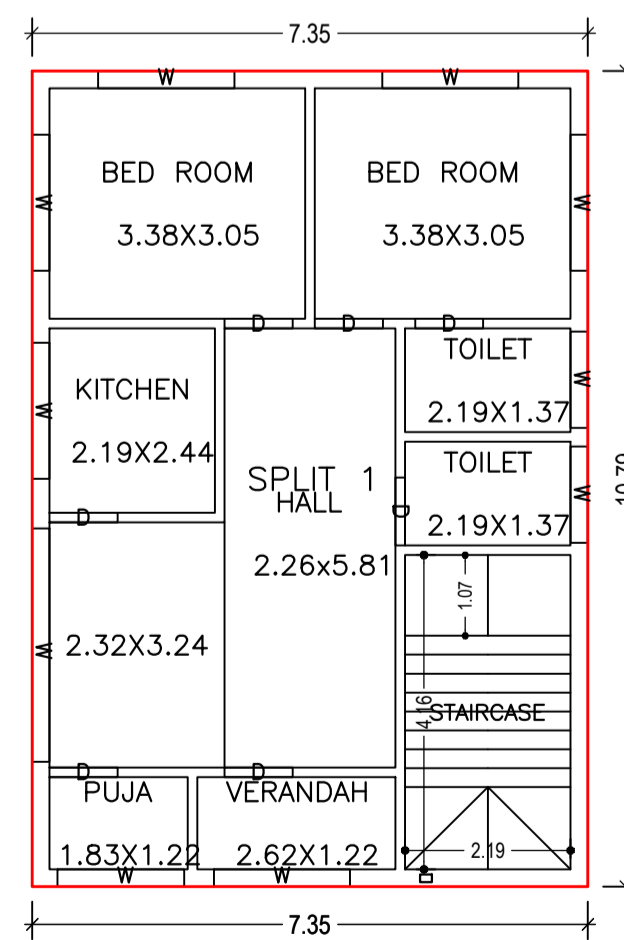 7.35
W W
BED ROOM BED ROOM
3.38X3.05 3.38X3.05
W W
D D D
TOILET
W
KITCHEN
2.19X1.37
W
2.19X2.44
TOILET
SPLIT 1
HALL
W
D D
2.19X1.37
2.26x5.81
1.07
W
2.32X3.24
4.16
STAIRCASE
D D
PUJA VERANDAH
1.83X1.22 2.62X1.22
2.19
W W
D
7.35